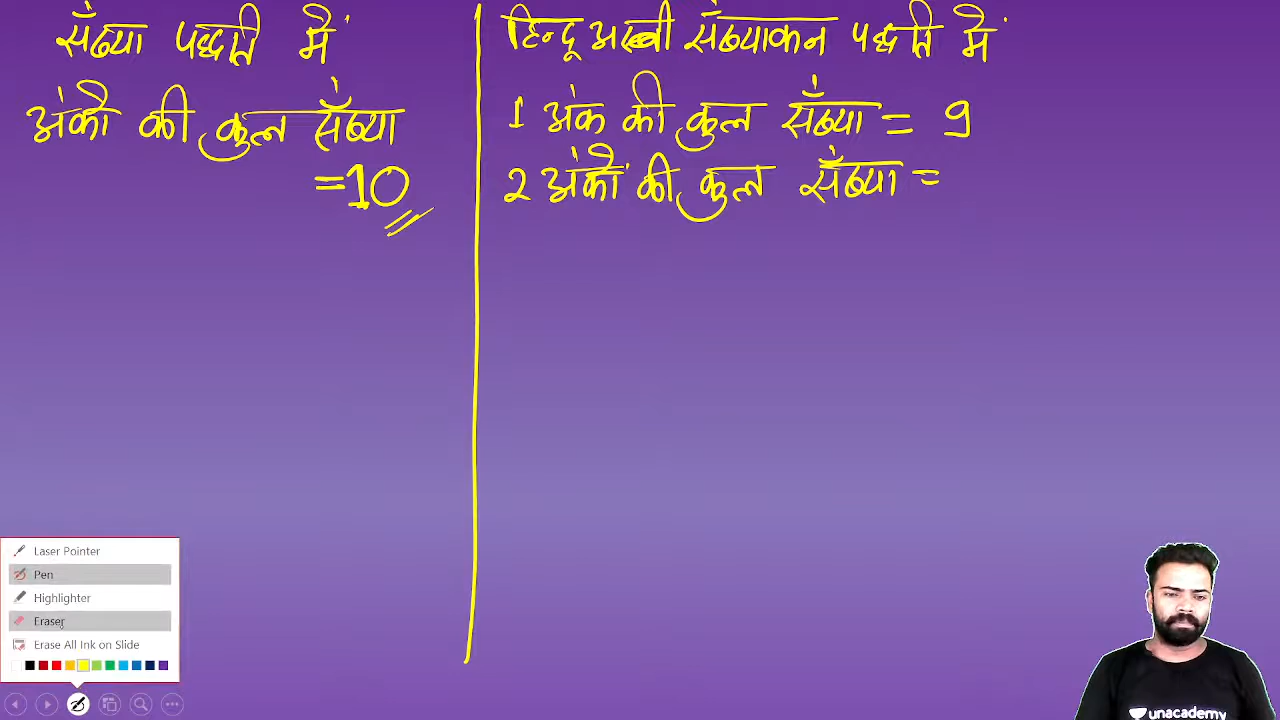 सँख्या पद्धति में
अंको की कुल सँख्या
=10
हिन्दू अरबी सँख्याकन पद्धति में
1 अंक की कुल सँख्या = 9
2 अंकों की कुल सँख्या =
Laser Pointer
Pen
Highlighter
Eraser
Erase All Ink on Slide
unacademy